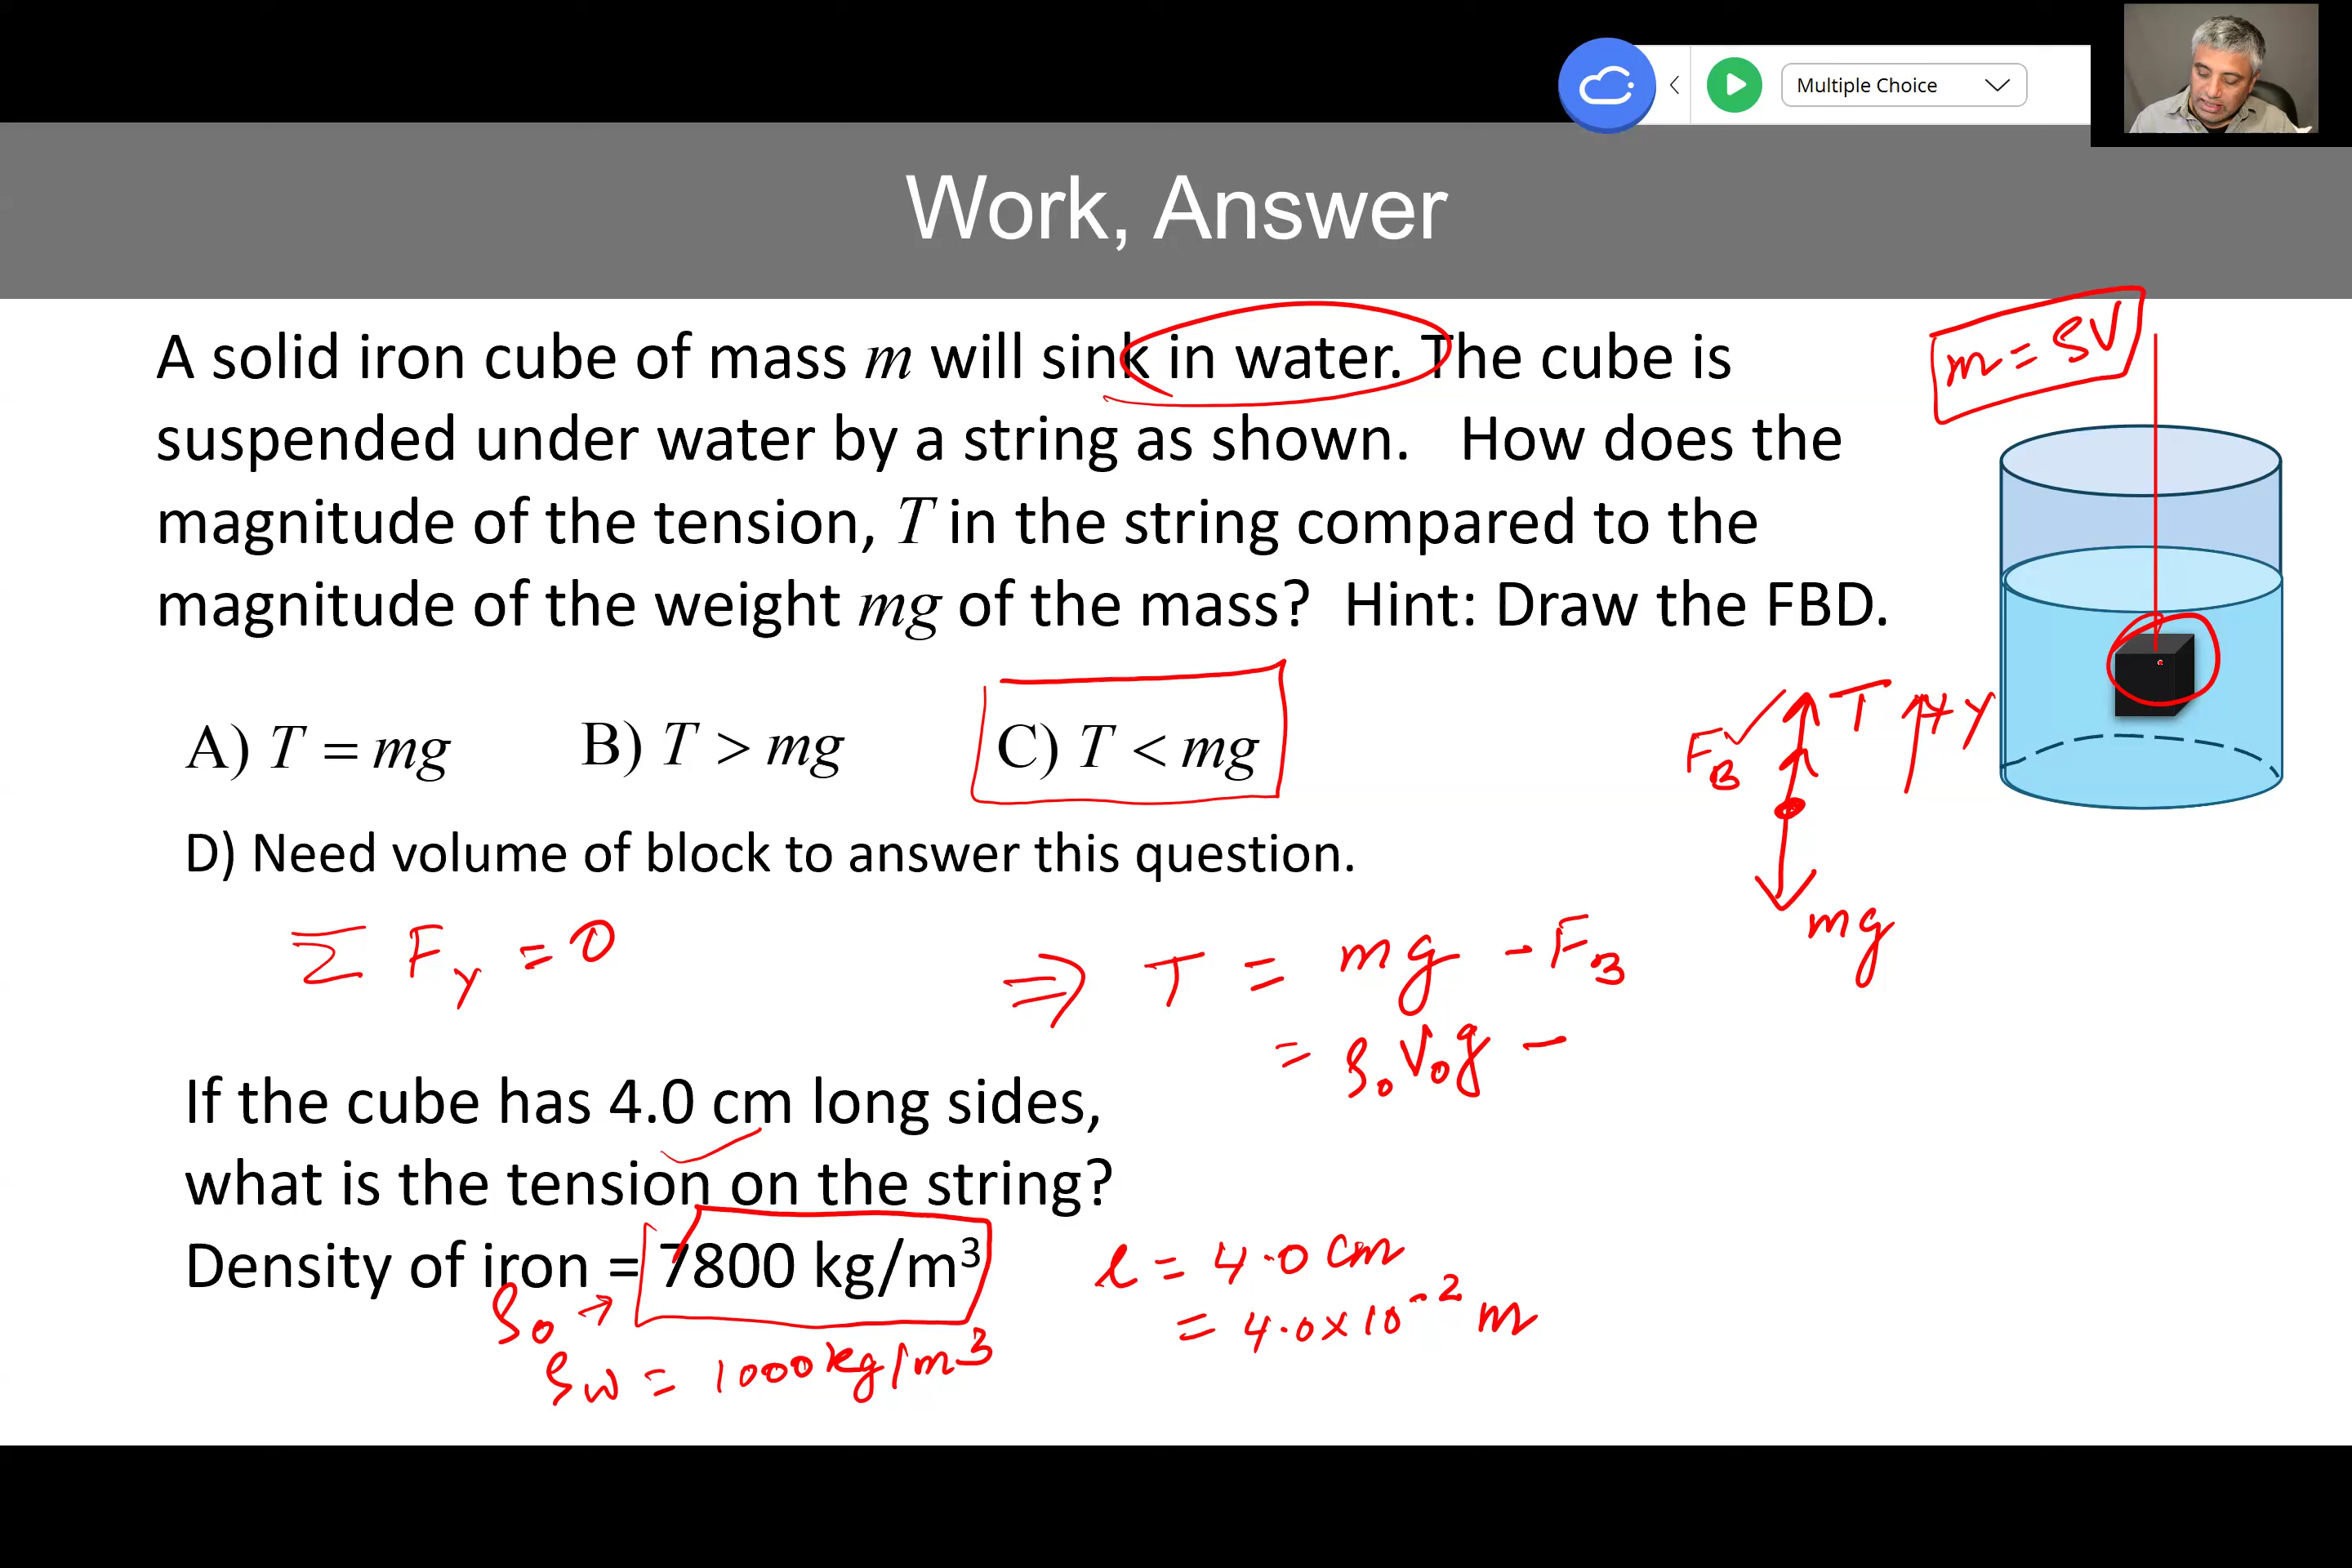 Multiple Choice
Work, Answer
m = ρV
A solid iron cube of mass m will sink in water. The cube is
suspended under water by a string as shown. How does the
magnitude of the tension, T in the string compared to the
magnitude of the weight mg of the mass? Hint: Draw the FBD.
A) T = mg B) T > mg C) T < mg
F_B T +y
D) Need volume of block to answer this question.
mg
Σ F_y = 0 ⇒ T = mg - F_B
= ρ₀ V₀ g -
If the cube has 4.0 cm long sides,
what is the tension on the string?
Density of iron = 7800 kg/m³
ρ₀ →
ρ_w = 1000 kg/m³
l = 4.0 cm
= 4.0 x 10⁻² m